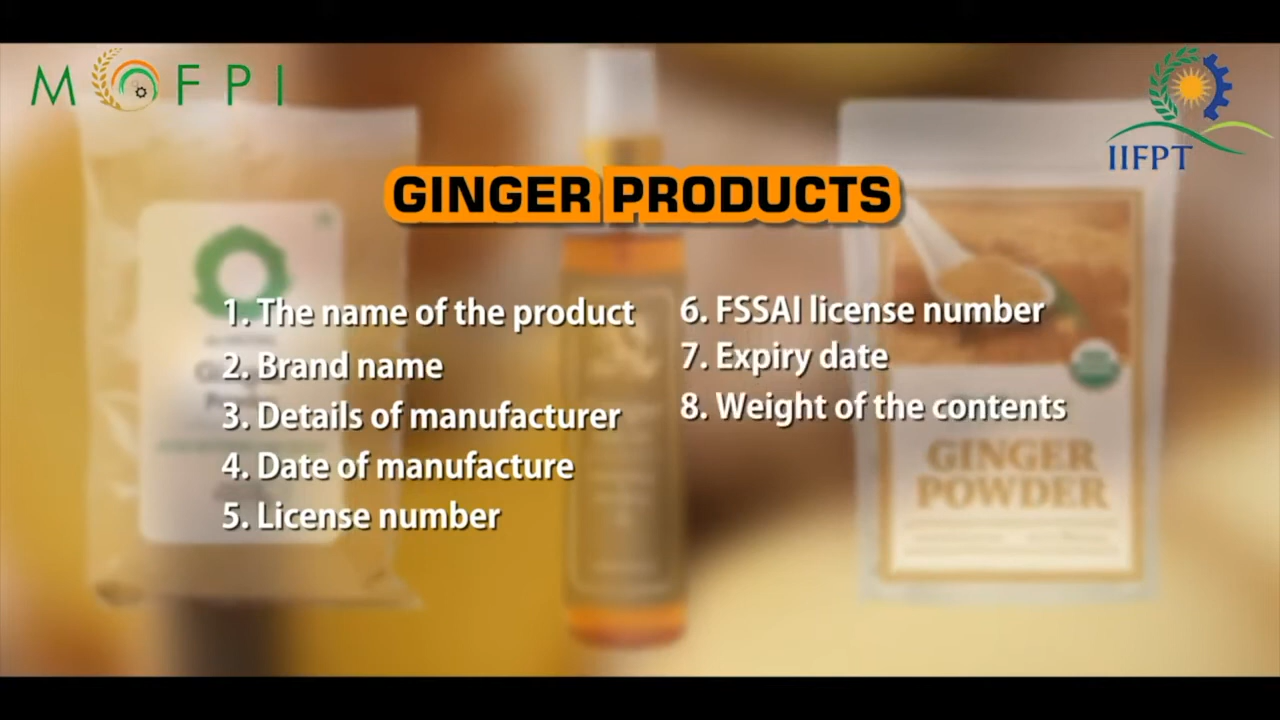 MOFPI
IIFPT
GINGER PRODUCTS
1. The name of the product
2. Brand name
3. Details of manufacturer
4. Date of manufacture
5. License number
6. FSSAI license number
7. Expiry date
8. Weight of the contents
GINGER
POWDER